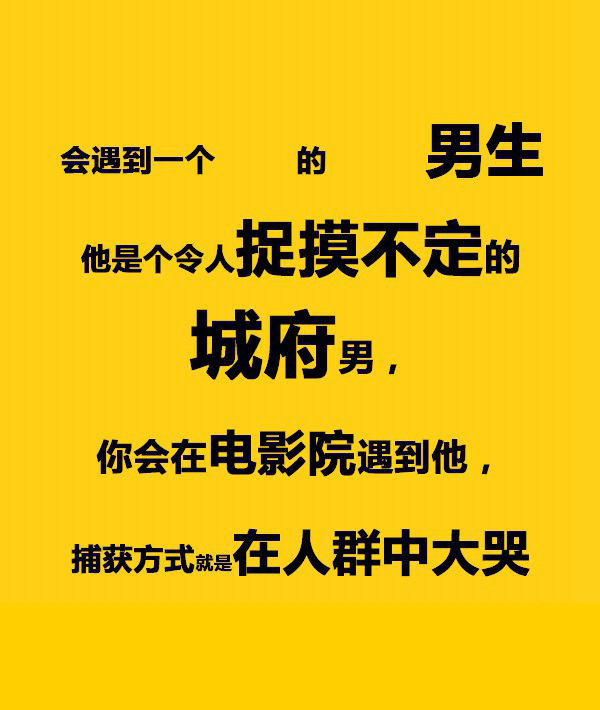 会遇到一个 的 男生
他是个令人捉摸不定的
城府男，
你会在电影院遇到他，
捕获方式就是在人群中大哭